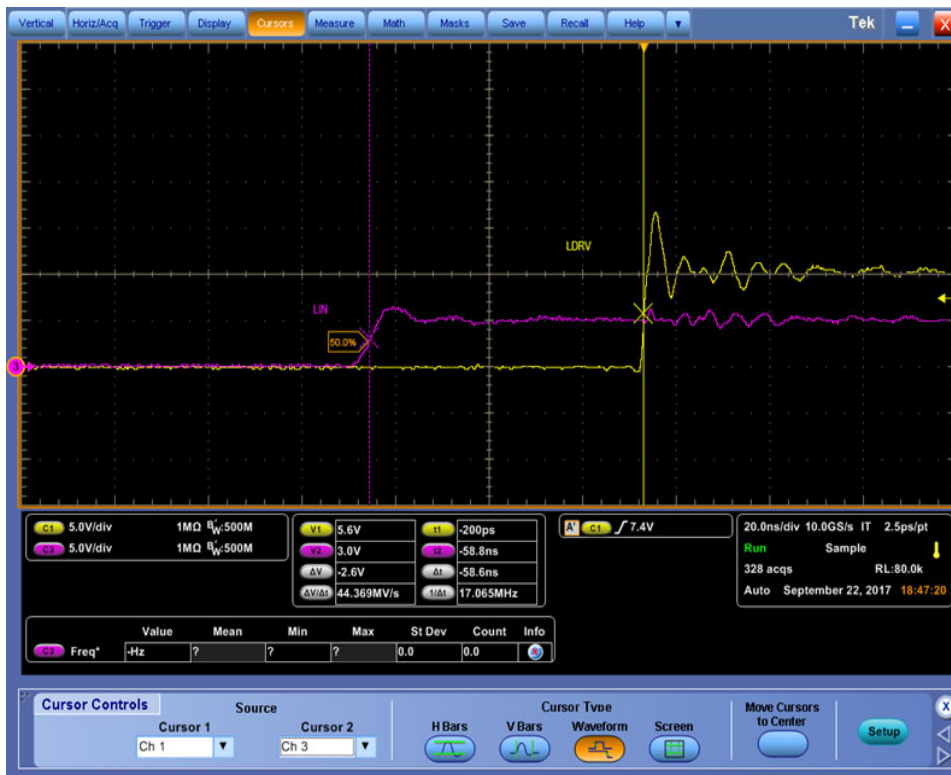 Vertical Horiz/Acq Trigger Display Cursors Measure Math Masks Save Recall Help Tek X
LDRV
LIN
50.0%
3
C1 5.0V/div 1MΩ BW:500M
C3 5.0V/div 1MΩ BW:500M
V1 5.6V t1 -200ps
V2 3.0V t2 -58.8ns
ΔV -2.6V Δt -58.6ns
ΔV/Δt 44.369MV/s 1/Δt 17.065MHz
A' C1 7.4V
20.0ns/div 10.0GS/s IT 2.5ps/pt
Run Sample
328 acqs RL:80.0k
Auto September 22, 2017 18:47:20
Value Mean Min Max St Dev Count Info
C3 Freq* -Hz ? ? ? 0.0 0.0
Cursor Controls Source Cursor Type Move Cursors to Center X
Cursor 1 Cursor 2 H Bars V Bars Waveform Screen Setup
Ch 1 Ch 3